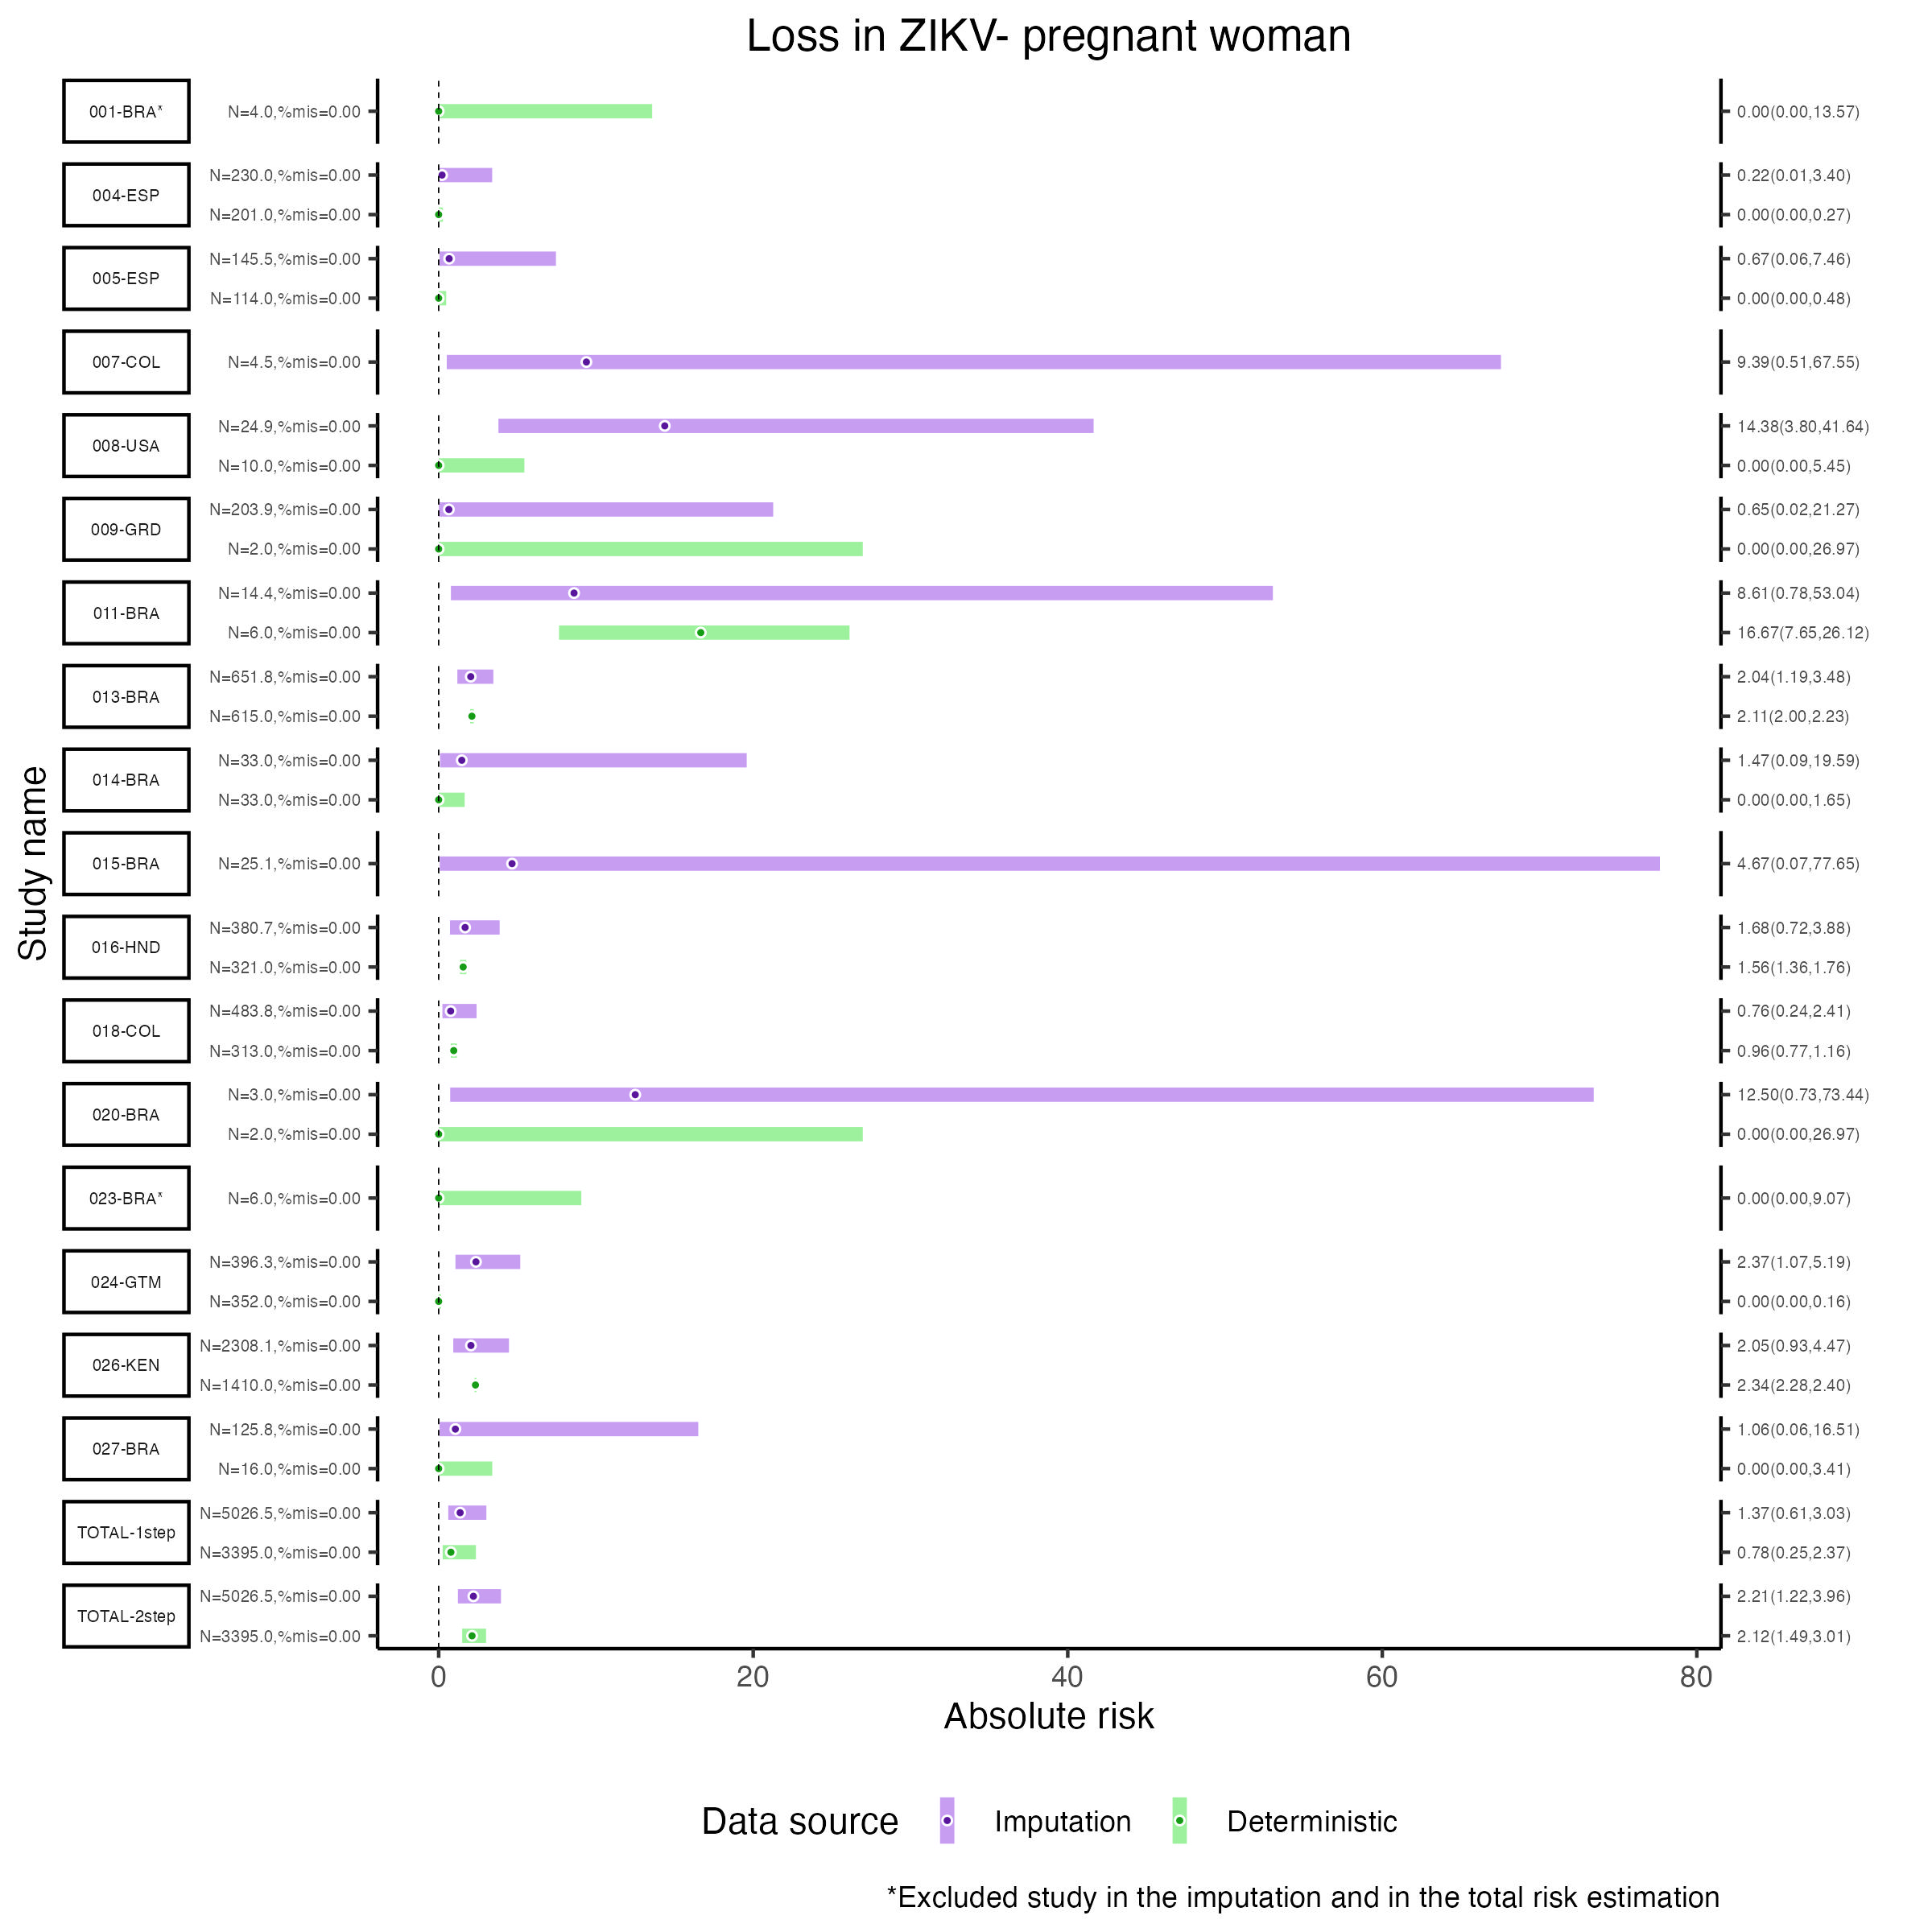 Loss in ZIKV- pregnant woman
Study name
001-BRA*
N=4.0,%mis=0.00
0.00(0.00,13.57)
004-ESP
N=230.0,%mis=0.00
0.22(0.01,3.40)
N=201.0,%mis=0.00
0.00(0.00,0.27)
005-ESP
N=145.5,%mis=0.00
0.67(0.06,7.46)
N=114.0,%mis=0.00
0.00(0.00,0.48)
007-COL
N=4.5,%mis=0.00
9.39(0.51,67.55)
008-USA
N=24.9,%mis=0.00
14.38(3.80,41.64)
N=10.0,%mis=0.00
0.00(0.00,5.45)
009-GRD
N=203.9,%mis=0.00
0.65(0.02,21.27)
N=2.0,%mis=0.00
0.00(0.00,26.97)
011-BRA
N=14.4,%mis=0.00
8.61(0.78,53.04)
N=6.0,%mis=0.00
16.67(7.65,26.12)
013-BRA
N=651.8,%mis=0.00
2.04(1.19,3.48)
N=615.0,%mis=0.00
2.11(2.00,2.23)
014-BRA
N=33.0,%mis=0.00
1.47(0.09,19.59)
N=33.0,%mis=0.00
0.00(0.00,1.65)
015-BRA
N=25.1,%mis=0.00
4.67(0.07,77.65)
016-HND
N=380.7,%mis=0.00
1.68(0.72,3.88)
N=321.0,%mis=0.00
1.56(1.36,1.76)
018-COL
N=483.8,%mis=0.00
0.76(0.24,2.41)
N=313.0,%mis=0.00
0.96(0.77,1.16)
020-BRA
N=3.0,%mis=0.00
12.50(0.73,73.44)
N=2.0,%mis=0.00
0.00(0.00,26.97)
023-BRA*
N=6.0,%mis=0.00
0.00(0.00,9.07)
024-GTM
N=396.3,%mis=0.00
2.37(1.07,5.19)
N=352.0,%mis=0.00
0.00(0.00,0.16)
026-KEN
N=2308.1,%mis=0.00
2.05(0.93,4.47)
N=1410.0,%mis=0.00
2.34(2.28,2.40)
027-BRA
N=125.8,%mis=0.00
1.06(0.06,16.51)
N=16.0,%mis=0.00
0.00(0.00,3.41)
TOTAL-1step
N=5026.5,%mis=0.00
1.37(0.61,3.03)
N=3395.0,%mis=0.00
0.78(0.25,2.37)
TOTAL-2step
N=5026.5,%mis=0.00
2.21(1.22,3.96)
N=3395.0,%mis=0.00
2.12(1.49,3.01)
0 20 40 60 80
Absolute risk
Data source Imputation Deterministic
*Excluded study in the imputation and in the total risk estimation